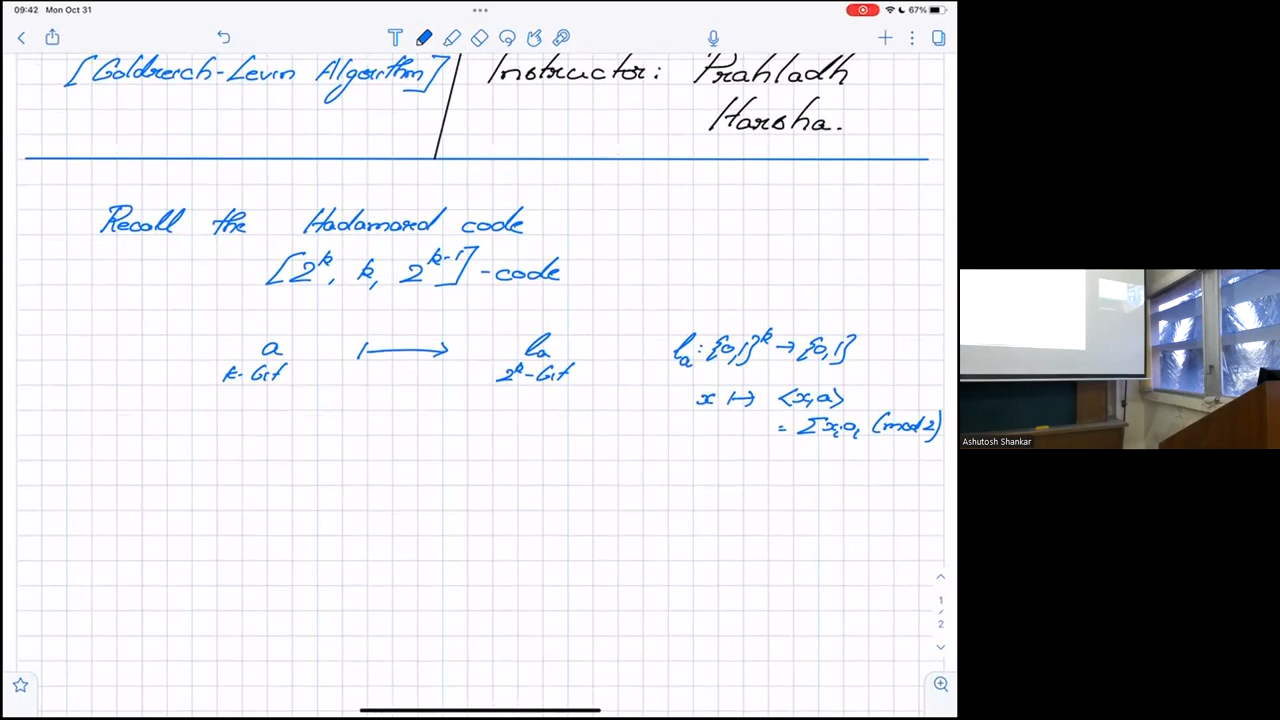 09:42 Mon Oct 31
67%
[Goldreich-Levin Algorithm]
Instructor: Prahladh
Harsha.
Recall the Hadamard code
[2^k, k, 2^{k-1}] -code
a ↦ l_a
k-bit 2^k-bit
l_a : {0,1}^k → {0,1}
x ↦ ⟨x,a⟩
= Σx_i a_i (mod 2)
1
/
2
Ashutosh Shankar